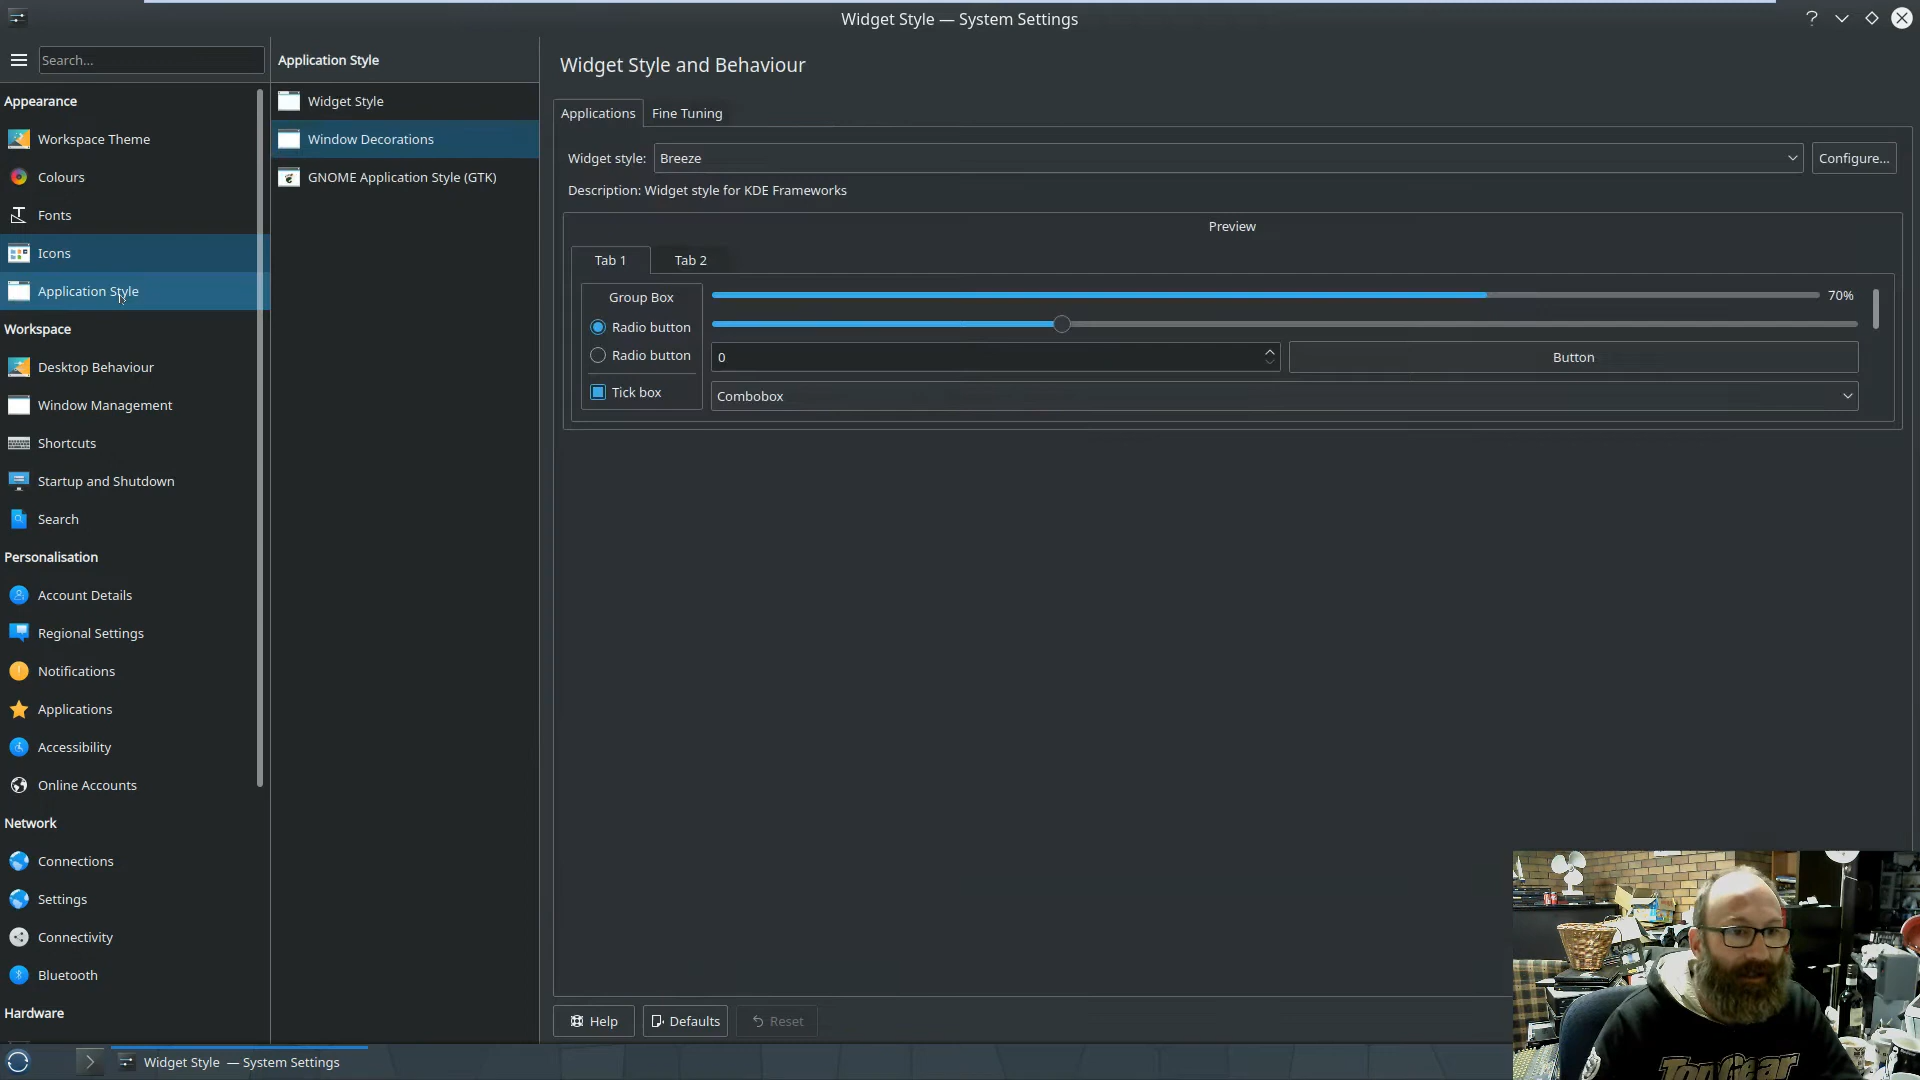 Widget Style — System Settings
Search...
Appearance
Workspace Theme
Colours
Fonts
Icons
Application Style
Workspace
Desktop Behaviour
Window Management
Shortcuts
Startup and Shutdown
Search
Personalisation
Account Details
Regional Settings
Notifications
Applications
Accessibility
Online Accounts
Network
Connections
Settings
Connectivity
Bluetooth
Hardware
Application Style
Widget Style
Window Decorations
GNOME Application Style (GTK)
Widget Style and Behaviour
Applications Fine Tuning
Widget style: Breeze Configure...
Description: Widget style for KDE Frameworks
Preview
Tab 1 Tab 2
Group Box 70%
Radio button
Radio button 0 Button
Tick box Combobox
Help Defaults Reset
Widget Style — System Settings
TopGear